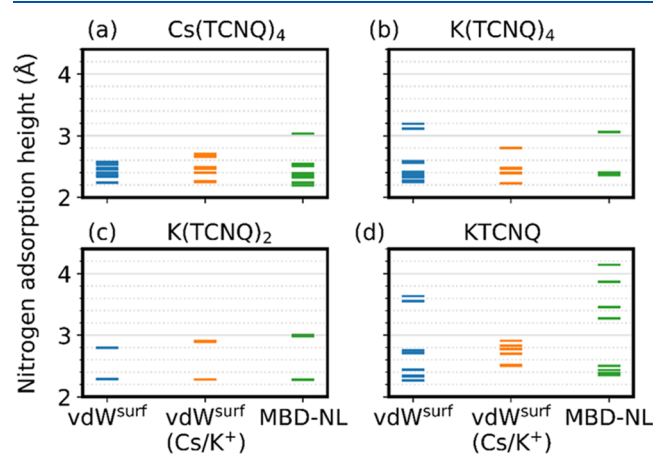 (a) Cs(TCNQ)₄
(b) K(TCNQ)₄
Nitrogen adsorption height (Å)
4
3
2
(c) K(TCNQ)₂
(d) KTCNQ
4
3
2
vdWˢᵘʳᶠ vdWˢᵘʳᶠ MBD-NL vdWˢᵘʳᶠ vdWˢᵘʳᶠ MBD-NL
(Cs/K⁺) (Cs/K⁺)